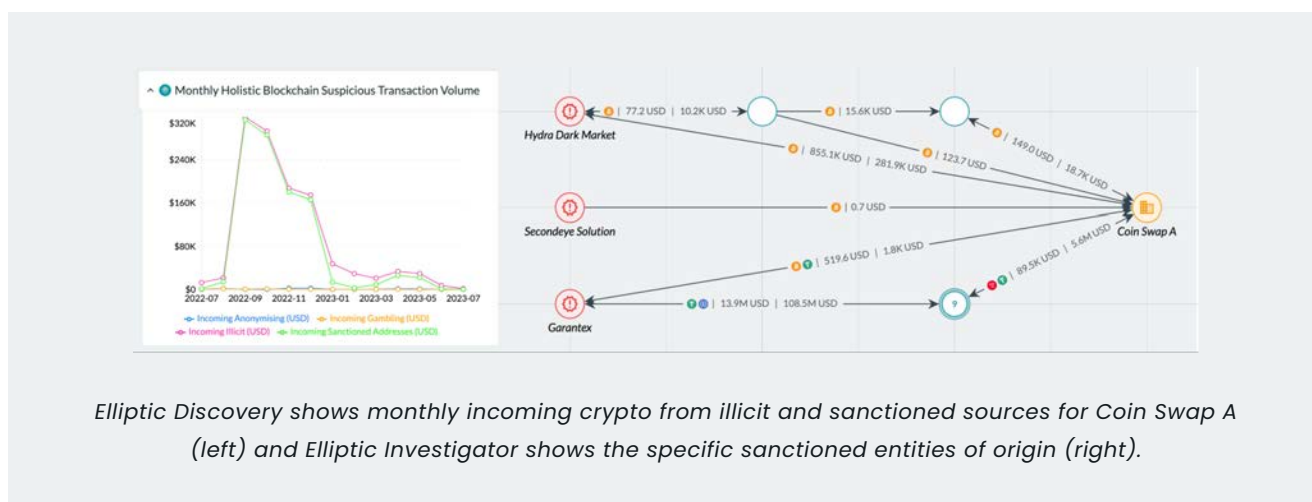 Monthly Holistic Blockchain Suspicious Transaction Volume
$320K
$240K
$160K
$80K
$0
2022-07 2022-09 2022-11 2023-01 2023-03 2023-05 2023-07
Incoming Anonymising (USD) Incoming Gambling (USD)
Incoming Illicit (USD) Incoming Sanctioned Addresses (USD)
77.2 USD | 10.2K USD
| 15.6K USD
Hydra Dark Market
| 149.0 USD | 18.7K USD
| 855.1K USD | 281.9K USD
| 123.7 USD
| 0.7 USD
Secondeye Solution
Coin Swap A
| 519.6 USD | 1.8K USD
| 89.5K USD | 5.6M USD
| 13.9M USD | 108.5M USD
?
Garantex
Elliptic Discovery shows monthly incoming crypto from illicit and sanctioned sources for Coin Swap A
(left) and Elliptic Investigator shows the specific sanctioned entities of origin (right).